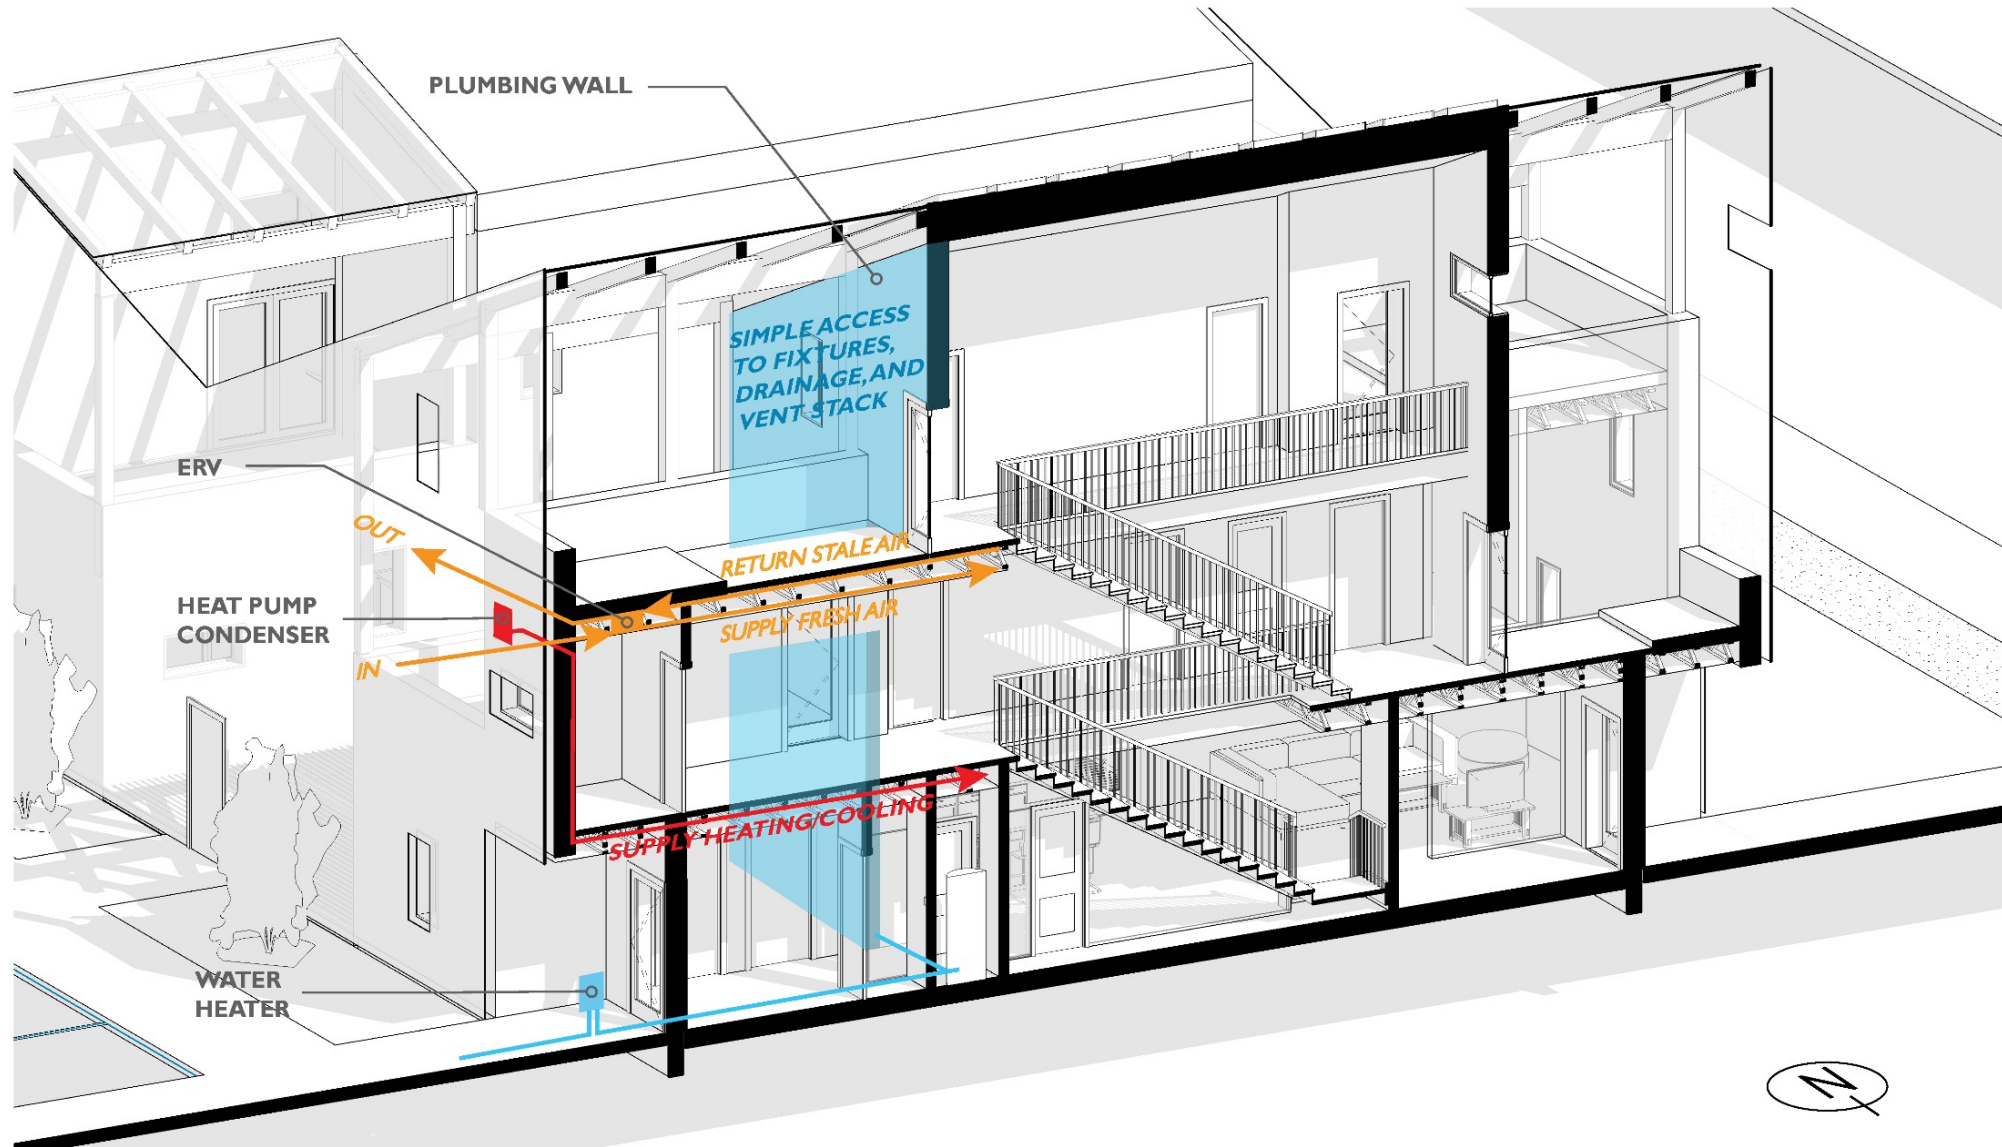 PLUMBING WALL
SIMPLE ACCESS
TO FIXTURES,
DRAINAGE, AND
VENT STACK
ERV
OUT
RETURN STALE AIR
HEAT PUMP
CONDENSER
SUPPLY FRESH AIR
IN
SUPPLY HEATING/COOLING
WATER
HEATER
N